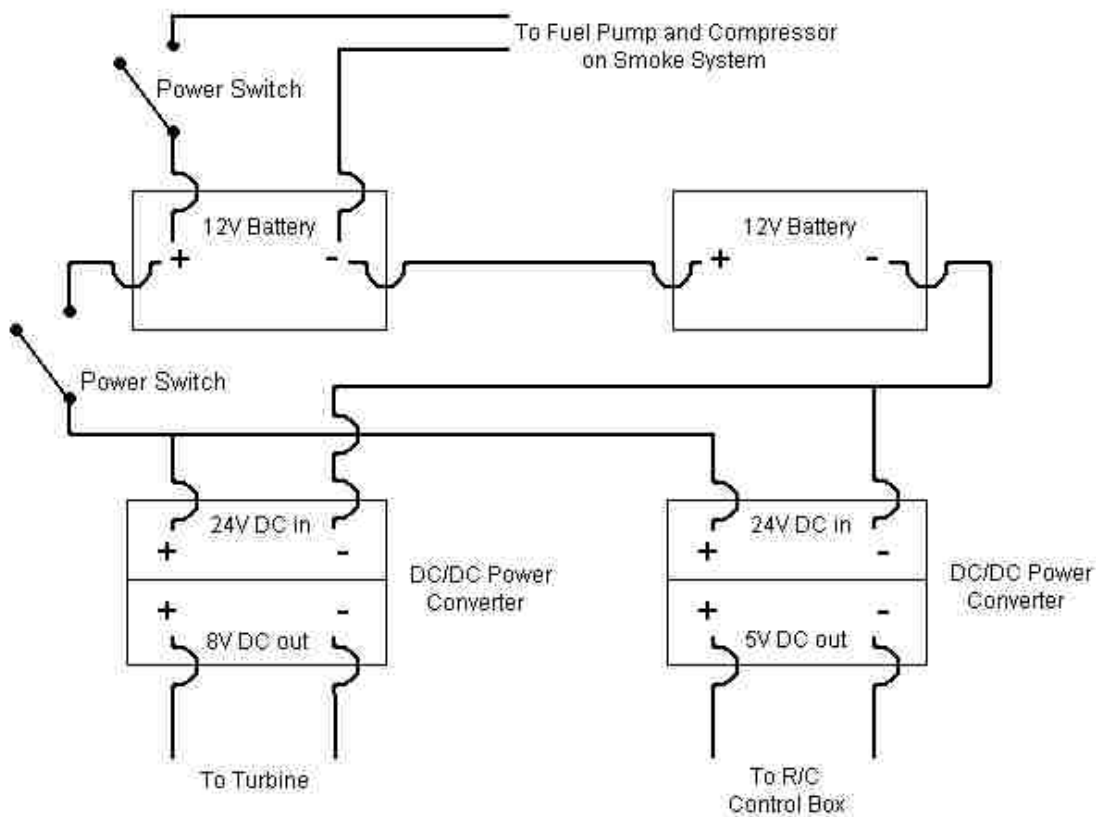 To Fuel Pump and Compressor
on Smoke System
Power Switch
12V Battery
+ -
12V Battery
+ -
Power Switch
24V DC in
+ -
24V DC in
+ -
DC/DC Power
Converter
DC/DC Power
Converter
+ -
8V DC out
+ -
5V DC out
To Turbine
To R/C
Control Box